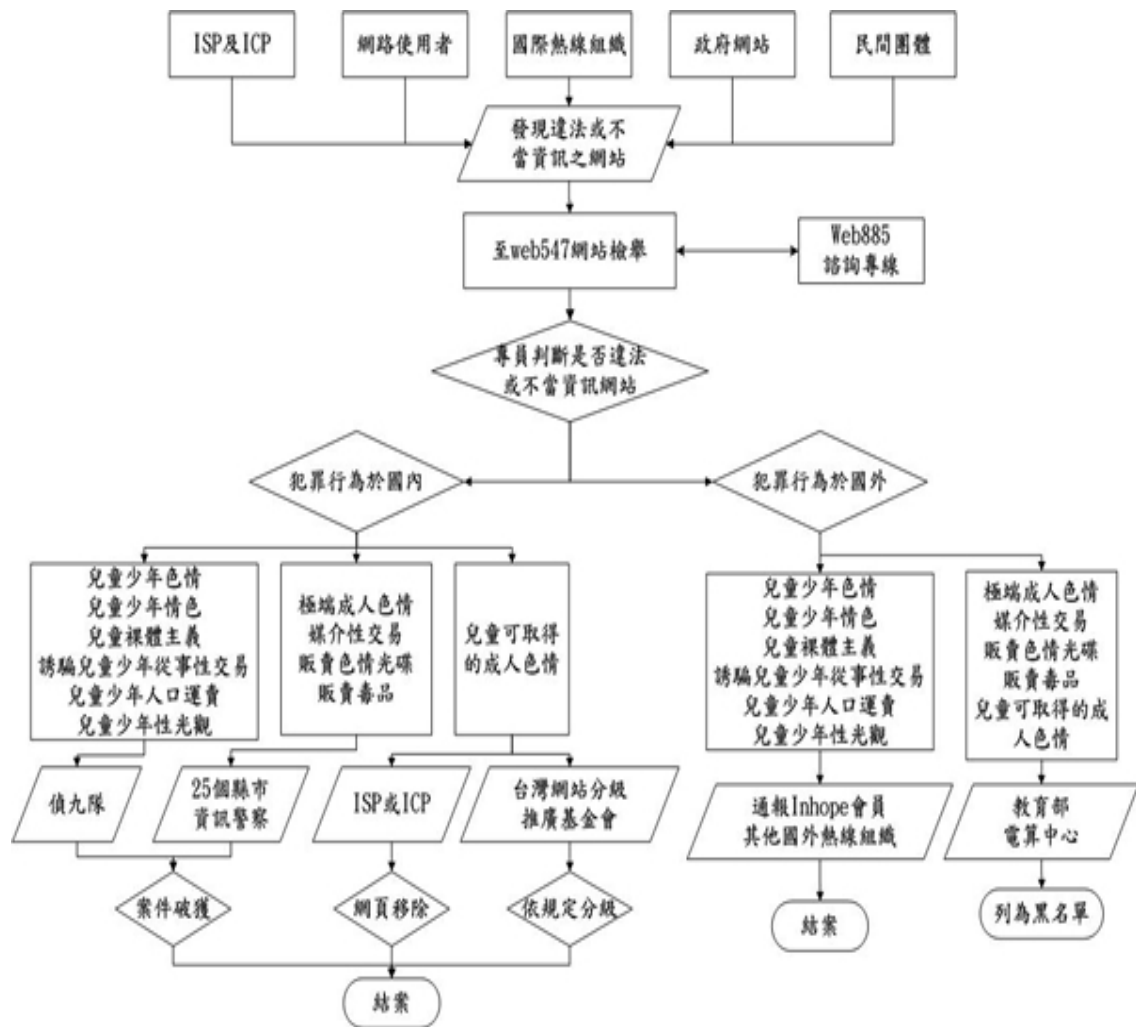 ISP及ICP
網路使用者
國際熱線組織
政府網站
民間團體
發現違法或不
當資訊之網站
至web547網站檢舉
Web885
諮詢專線
專員判斷是否違法
或不當資訊網站
犯罪行為於國內
犯罪行為於國外
兒童少年色情
兒童少年情色
兒童裸體主義
誘騙兒童少年從事性交易
兒童少年人口運賣
兒童少年性光觀
極端成人色情
媒介性交易
販賣色情光碟
販賣毒品
兒童可取得
的成人色情
兒童少年色情
兒童少年情色
兒童裸體主義
誘騙兒童少年從事性交易
兒童少年人口運賣
兒童少年性光觀
極端成人色情
媒介性交易
販賣色情光碟
販賣毒品
兒童可取得的成
人色情
偵九隊
25個縣市
資訊警察
ISP或ICP
台灣網站分級
推廣基金會
通報Inhope會員
其他國外熱線組織
教育部
電算中心
案件破獲
網頁移除
依規定分級
結案
列為黑名單
結案